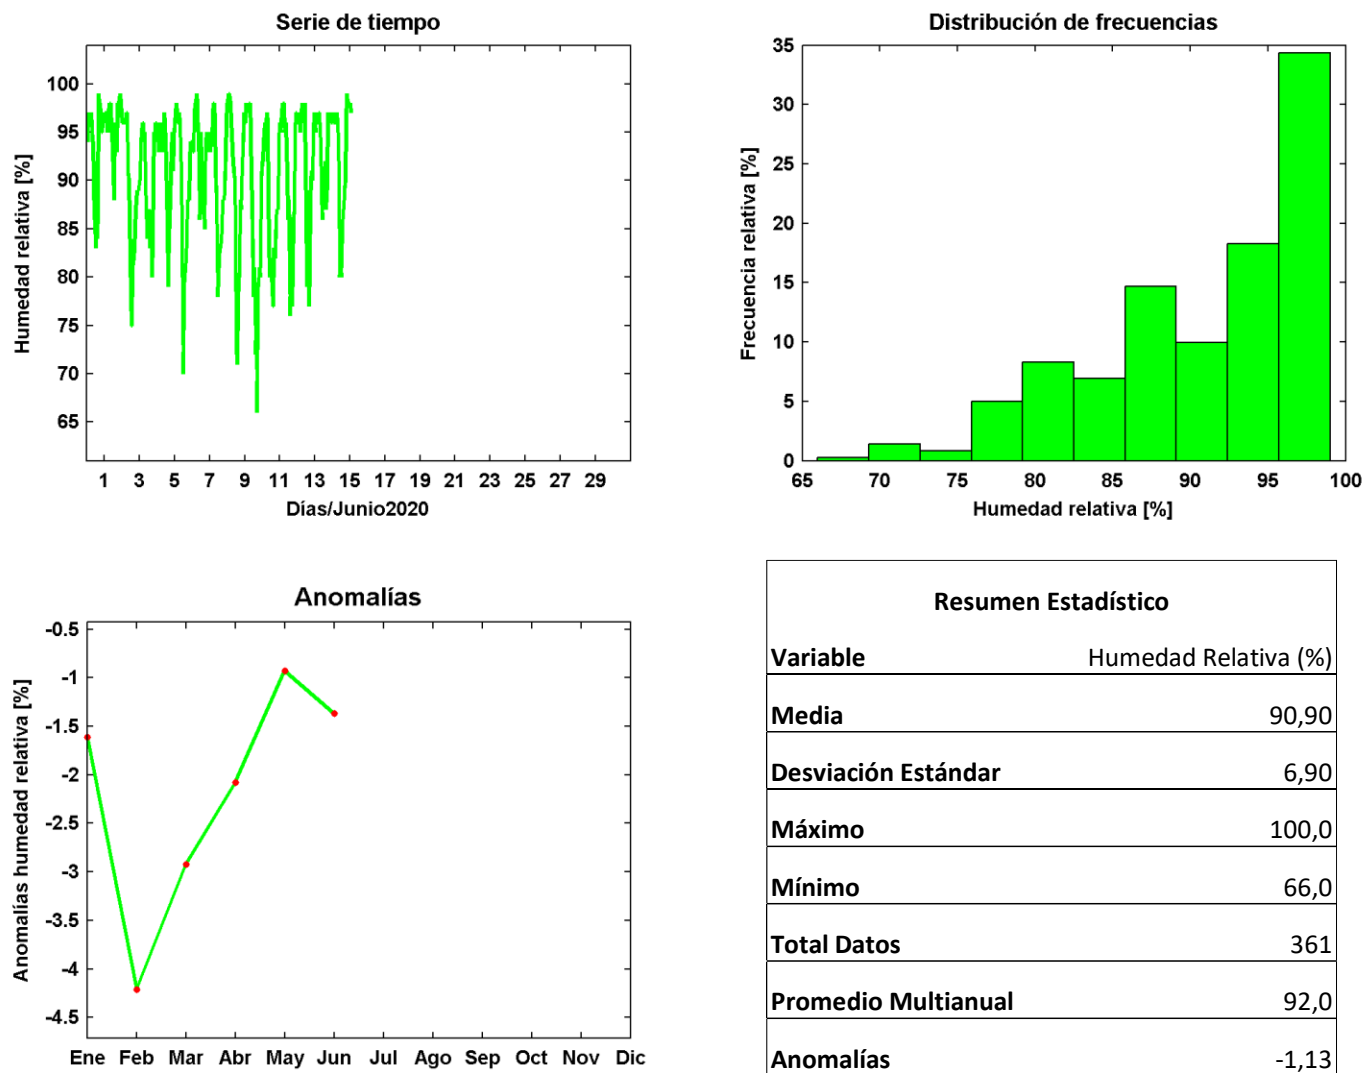 Serie de tiempo
Humedad relativa [%]
100
95
90
85
80
75
70
65
1 3 5 7 9 11 13 15 17 19 21 23 25 27 29
Días/Junio2020
Distribución de frecuencias
Frecuencia relativa [%]
35
30
25
20
15
10
5
0
65 70 75 80 85 90 95 100
Humedad relativa [%]
Anomalías
Anomalías humedad relativa [%]
-0.5
-1
-1.5
-2
-2.5
-3
-3.5
-4
-4.5
Ene Feb Mar Abr May Jun Jul Ago Sep Oct Nov Dic
Resumen Estadístico
Variable Humedad Relativa (%)
Media 90,90
Desviación Estándar 6,90
Máximo 100,0
Mínimo 66,0
Total Datos 361
Promedio Multianual 92,0
Anomalías -1,13